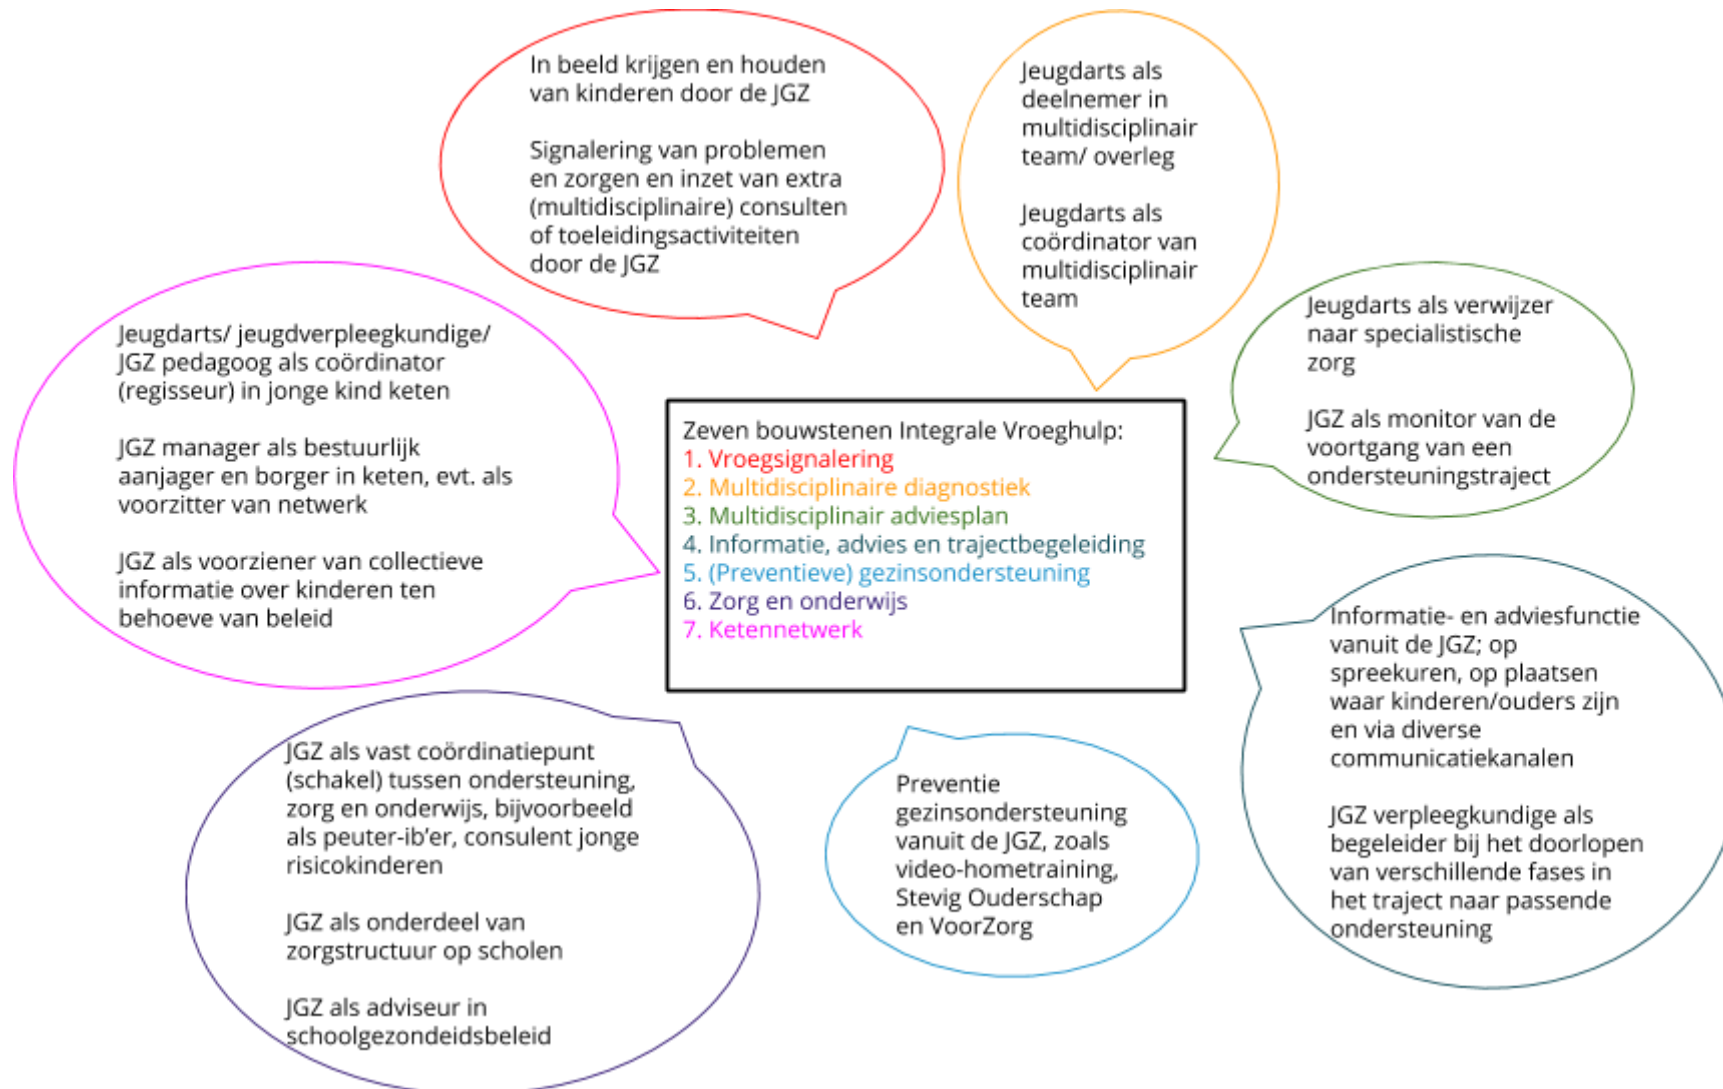 In beeld krijgen en houden
van kinderen door de JGZ
Signalering van problemen
en zorgen en inzet van extra
(multidisciplinaire) consulten
of toeleidingsactiviteiten
door de JGZ
Jeugdarts als
deelnemer in
multidisciplinair
team/ overleg
Jeugdarts als
coördinator van
multidisciplinair
team
Jeugdarts als verwijzer
naar specialistische
zorg
JGZ als monitor van de
voortgang van een
ondersteuningstraject
Jeugdarts/ jeugdverpleegkundige/
JGZ pedagoog als coördinator
(regisseur) in jonge kind keten
JGZ manager als bestuurlijk
aanjager en borger in keten, evt. als
voorzitter van netwerk
JGZ als voorziener van collectieve
informatie over kinderen ten
behoeve van beleid
Zeven bouwstenen Integrale Vroeghulp:
1. Vroegsignalering
2. Multidisciplinaire diagnostiek
3. Multidisciplinair adviesplan
4. Informatie, advies en trajectbegeleiding
5. (Preventieve) gezinsondersteuning
6. Zorg en onderwijs
7. Ketennetwerk
Informatie- en adviesfunctie
vanuit de JGZ; op
spreekuren, op plaatsen
waar kinderen/ouders zijn
en via diverse
communicatiekanalen
JGZ verpleegkundige als
begeleider bij het doorlopen
van verschillende fases in
het traject naar passende
ondersteuning
JGZ als vast coördinatiepunt
(schakel) tussen ondersteuning,
zorg en onderwijs, bijvoorbeeld
als peuter-ib'er, consulent jonge
risicokinderen
JGZ als onderdeel van
zorgstructuur op scholen
JGZ als adviseur in
schoolgezondeidsbeleid
Preventie
gezinsondersteuning
vanuit de JGZ, zoals
video-hometraining,
Stevig Ouderschap
en VoorZorg